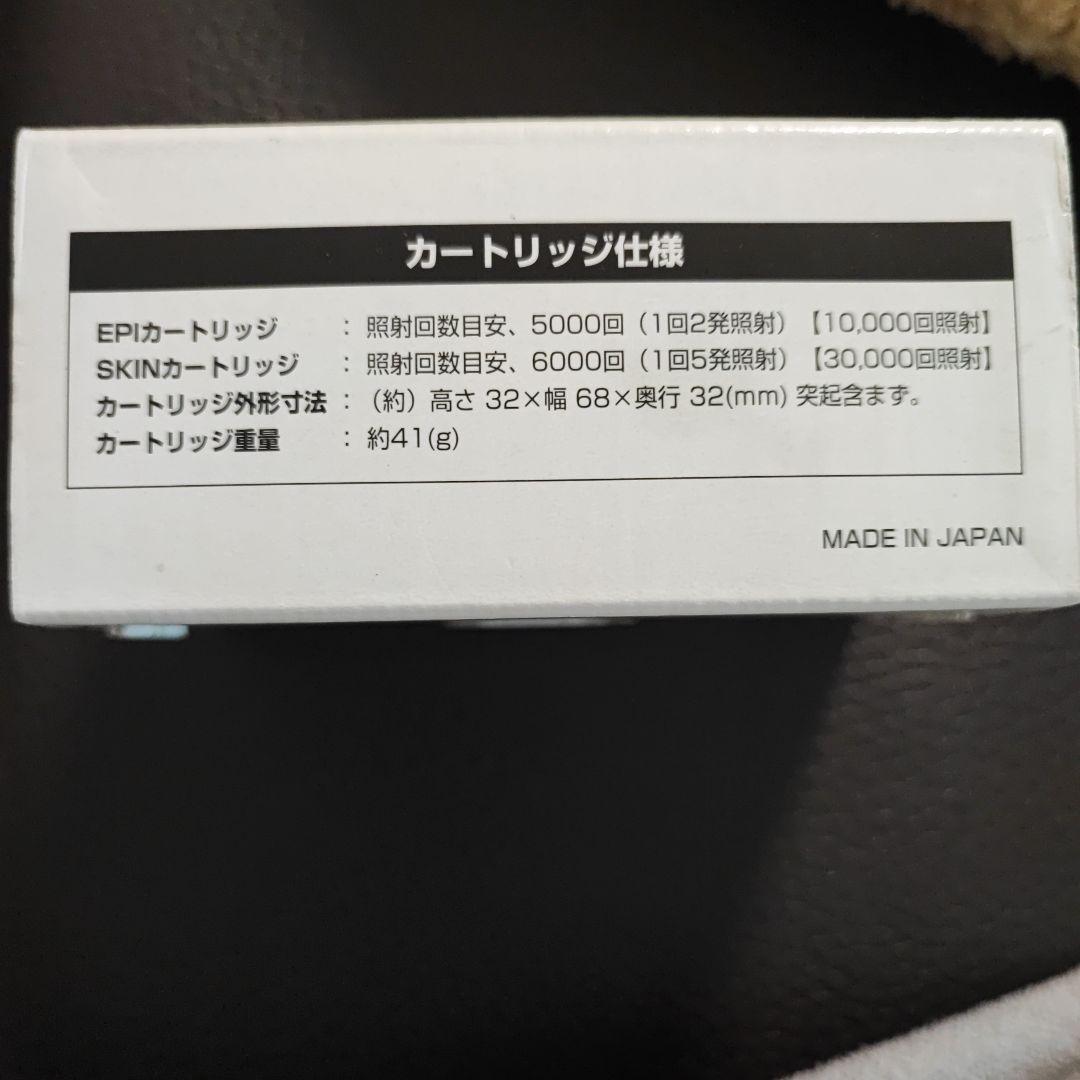 カートリッジ仕様
EPIカートリッジ : 照射回数目安、5000回(1回2発照射)【10,000回照射】
SKINカートリッジ : 照射回数目安、6000回(1回5発照射)【30,000回照射】
カートリッジ外形寸法 : (約)高さ 32×幅 68×奥行 32(mm) 突起含まず。
カートリッジ重量 : 約41(g)
MADE IN JAPAN